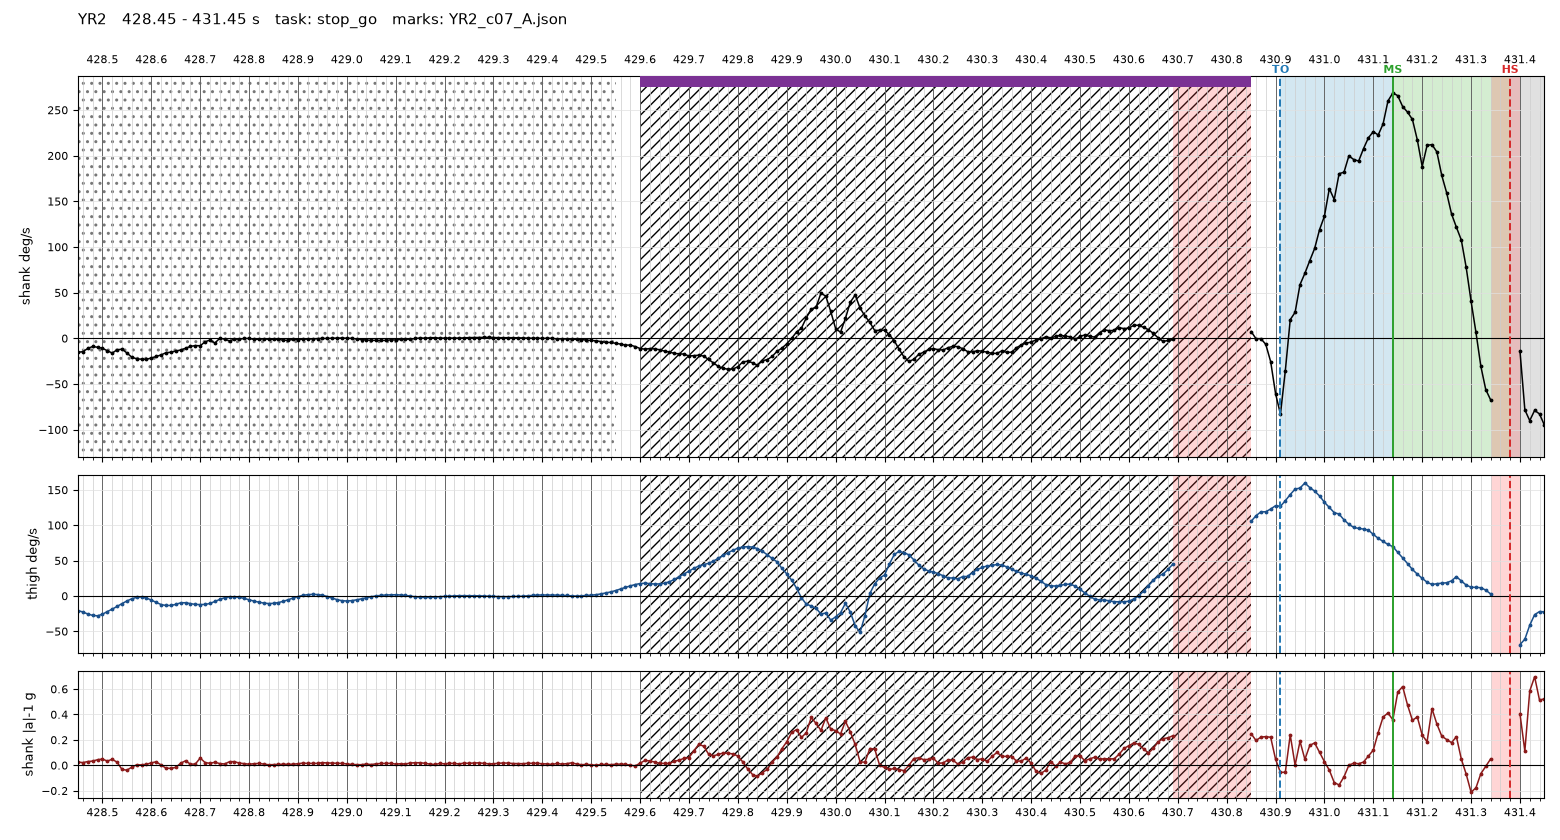 YR2   428.45 - 431.45 s   task: stop_go   marks: YR2_c07_A.json
428.5 428.6 428.7 428.8 428.9 429.0 429.1 429.2 429.3 429.4 429.5 429.6 429.7 429.8 429.9 430.0 430.1 430.2 430.3 430.4 430.5 430.6 430.7 430.8 430.9 431.0 431.1 431.2 431.3 431.4
TO MS HS
250
200
150
100
50
0
−50
−100
shank deg/s
150
100
50
0
−50
thigh deg/s
0.6
0.4
0.2
0.0
−0.2
shank |a|-1 g
428.5 428.6 428.7 428.8 428.9 429.0 429.1 429.2 429.3 429.4 429.5 429.6 429.7 429.8 429.9 430.0 430.1 430.2 430.3 430.4 430.5 430.6 430.7 430.8 430.9 431.0 431.1 431.2 431.3 431.4